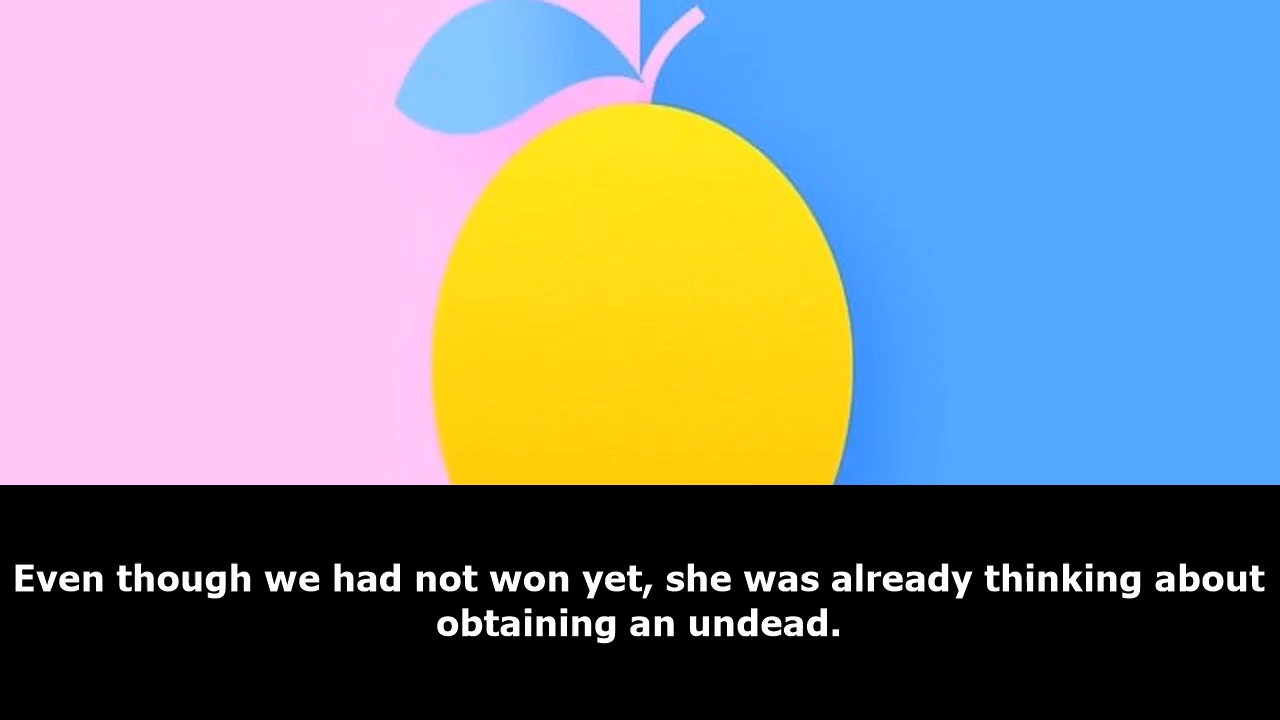 Even though we had not won yet, she was already thinking about
obtaining an undead.